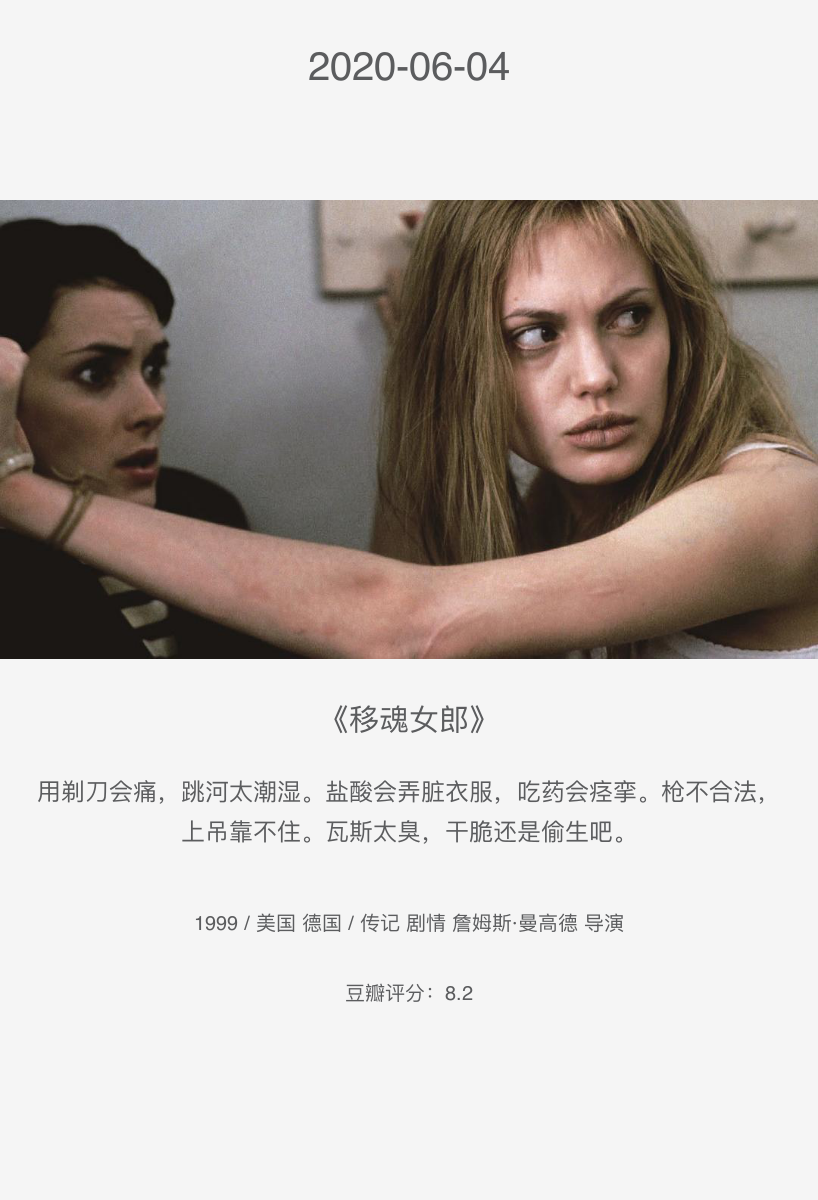 2020-06-04
《移魂女郎》
用剃刀会痛，跳河太潮湿。盐酸会弄脏衣服，吃药会痉挛。枪不合法，
上吊靠不住。瓦斯太臭，干脆还是偷生吧。
1999 / 美国 德国 / 传记 剧情 詹姆斯·曼高德 导演
豆瓣评分：8.2